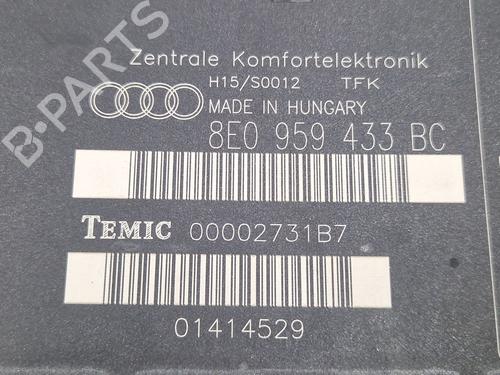 B-PARTS
Zentrale Komfortelektronik
H15/S0012 TFK
MADE IN HUNGARY
8E0 959 433 BC
TEMIC 00002731B7
01414529